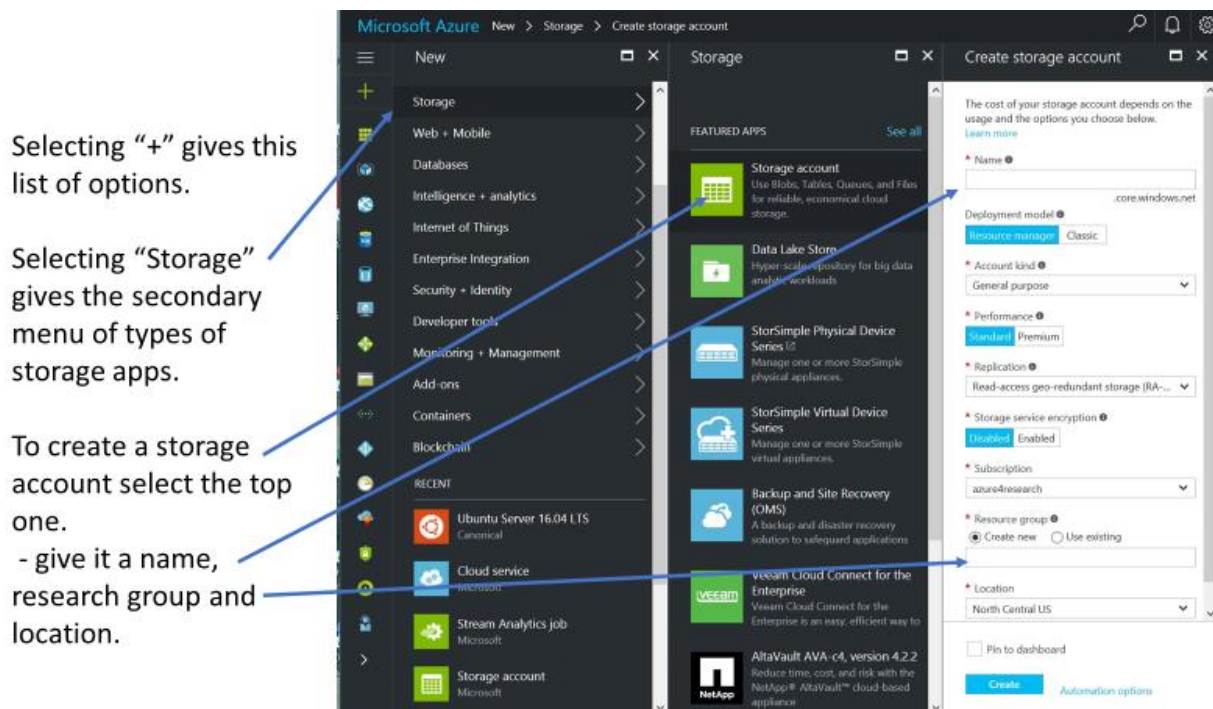 Selecting “+” gives this
list of options.
Selecting “Storage”
gives the secondary
menu of types of
storage apps.
To create a storage
account select the top
one.
- give it a name,
research group and
location.
Microsoft Azure New > Storage > Create storage account
New
Storage
Web + Mobile
Databases
Intelligence + analytics
Internet of Things
Enterprise Integration
Security + Identity
Developer tools
Monitoring + Management
Add-ons
Containers
Blockchain
RECENT
Ubuntu Server 16.04 LTS
Canonical
Cloud service
Microsoft
Stream Analytics job
Microsoft
Storage account
Microsoft
Storage
FEATURED APPS See all
Storage account
Use Blobs, Tables, Queues, and Files
for reliable, economical cloud
storage.
Data Lake Store
Hyper-scale repository for big data
analytic workloads
StorSimple Physical Device
Series
Manage one or more StorSimple
physical appliances.
StorSimple Virtual Device
Series
Manage one or more StorSimple
virtual appliances.
Backup and Site Recovery
(OMS)
A backup and disaster recovery
solution to safeguard applications
veeam
Veeam Cloud Connect for the
Enterprise
Veeam Cloud Connect for the
Enterprise is an easy, efficient way to
NetApp
AltaVault AVA-c4, version 4.2.2
Reduce time, cost, and risk with the
NetApp® AltaVault™ cloud-based
appliance
Create storage account
The cost of your storage account depends on the
usage and the options you choose below.
Learn more
* Name
.core.windows.net
Deployment model
Resource manager Classic
* Account kind
General purpose
* Performance
Standard Premium
* Replication
Read-access geo-redundant storage (RA-...
* Storage service encryption
Disabled Enabled
* Subscription
azure4research
* Resource group
Create new Use existing
* Location
North Central US
Pin to dashboard
Create Automation options